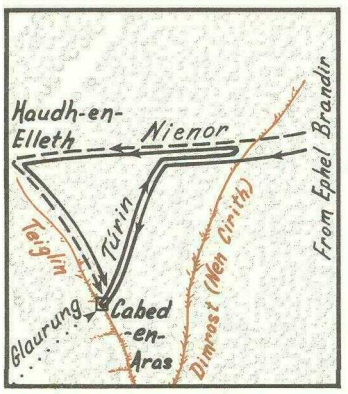 Haudh-en-
Elleth
Nienor
From Ephel Brandir
Túrin
Teiglin
Dimrost (Nen Cirith)
Glaurung
Cabed
-en-
Aras